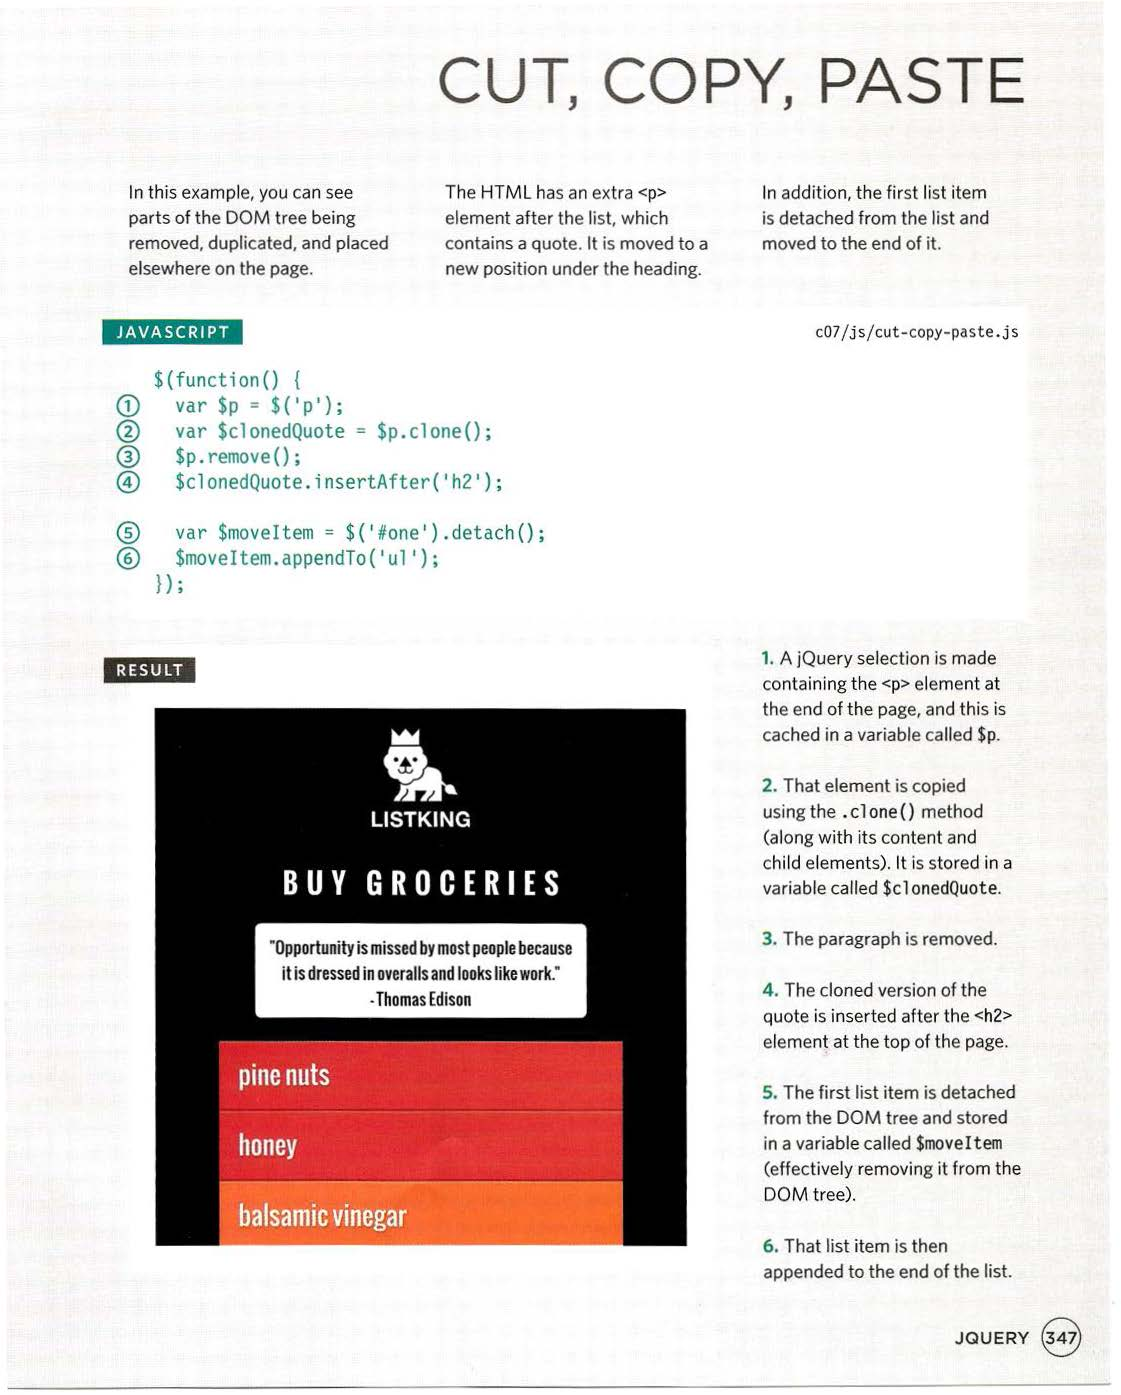 CUT, COPY, PASTE
In this example, you can see
parts of the DOM tree being
removed, duplicated, and placed
elsewhere on the page.
The HTML has an extra <p>
element after the list, which
contains a quote. It is moved to a
new position under the heading.
In addition, the first list item
is detached from the list and
moved to the end of it.
JAVASCRIPT
c07/js/cut-copy-paste.js
$(function() {
① var $p = $('p');
② var $clonedQuote = $p.clone();
③ $p.remove();
④ $clonedQuote.insertAfter('h2');
⑤ var $moveItem = $('#one').detach();
⑥ $moveItem.appendTo('ul');
});
RESULT
LISTKING
BUY GROCERIES
"Opportunity is missed by most people because
it is dressed in overalls and looks like work."
- Thomas Edison
pine nuts
honey
balsamic vinegar
1. A jQuery selection is made
containing the <p> element at
the end of the page, and this is
cached in a variable called $p.
2. That element is copied
using the .clone() method
(along with its content and
child elements). It is stored in a
variable called $clonedQuote.
3. The paragraph is removed.
4. The cloned version of the
quote is inserted after the <h2>
element at the top of the page.
5. The first list item is detached
from the DOM tree and stored
in a variable called $moveItem
(effectively removing it from the
DOM tree).
6. That list item is then
appended to the end of the list.
JQUERY 347